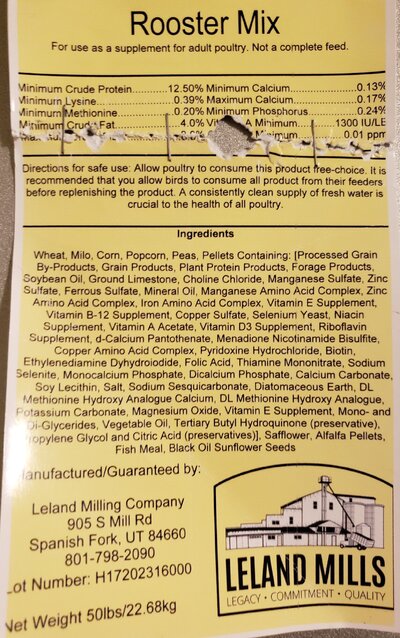 Rooster Mix
For use as a supplement for adult poultry. Not a complete feed.
Minimum Crude Protein............12.50% Minimum Calcium................0.13%
Minimum Lysine........................0.39% Maximum Calcium...............0.17%
Minimum Methionine................0.20% Minimum Phosphorus..........0.24%
Minimum Crude Fat..................4.0% Vitamin A Minimum.......1300 IU/LB
0.01 ppm
Directions for safe use: Allow poultry to consume this product free-choice. It is
recommended that you allow birds to consume all product from their feeders
before replenishing the product. A consistently clean supply of fresh water is
crucial to the health of all poultry.
Ingredients
Wheat, Milo, Corn, Popcorn, Peas, Pellets Containing: [Processed Grain
By-Products, Grain Products, Plant Protein Products, Forage Products,
Soybean Oil, Ground Limestone, Choline Chloride, Manganese Sulfate, Zinc
Sulfate, Ferrous Sulfate, Mineral Oil, Manganese Amino Acid Complex, Zinc
Amino Acid Complex, Iron Amino Acid Complex, Vitamin E Supplement,
Vitamin B-12 Supplement, Copper Sulfate, Selenium Yeast, Niacin
Supplement, Vitamin A Acetate, Vitamin D3 Supplement, Riboflavin
Supplement, d-Calcium Pantothenate, Menadione Nicotinamide Bisulfite,
Copper Amino Acid Complex, Pyridoxine Hydrochloride, Biotin,
Ethylenediamine Dyhydroiodide, Folic Acid, Thiamine Mononitrate, Sodium
Selenite, Monocalcium Phosphate, Dicalcium Phosphate, Calcium Carbonate,
Soy Lecithin, Salt, Sodium Sesquicarbonate, Diatomaceous Earth, DL
Methionine Hydroxy Analogue Calcium, DL Methionine Hydroxy Analogue,
Potassium Carbonate, Magnesium Oxide, Vitamin E Supplement, Mono- and
Di-Glycerides, Vegetable Oil, Tertiary Butyl Hydroquinone (preservative),
Propylene Glycol and Citric Acid (preservatives)], Safflower, Alfalfa Pellets,
Fish Meal, Black Oil Sunflower Seeds
Manufactured/Guaranteed by:
Leland Milling Company
905 S Mill Rd
Spanish Fork, UT 84660
801-798-2090
Lot Number: H17202316000
Net Weight 50lbs/22.68kg
LELAND MILLS
LEGACY • COMMITMENT • QUALITY